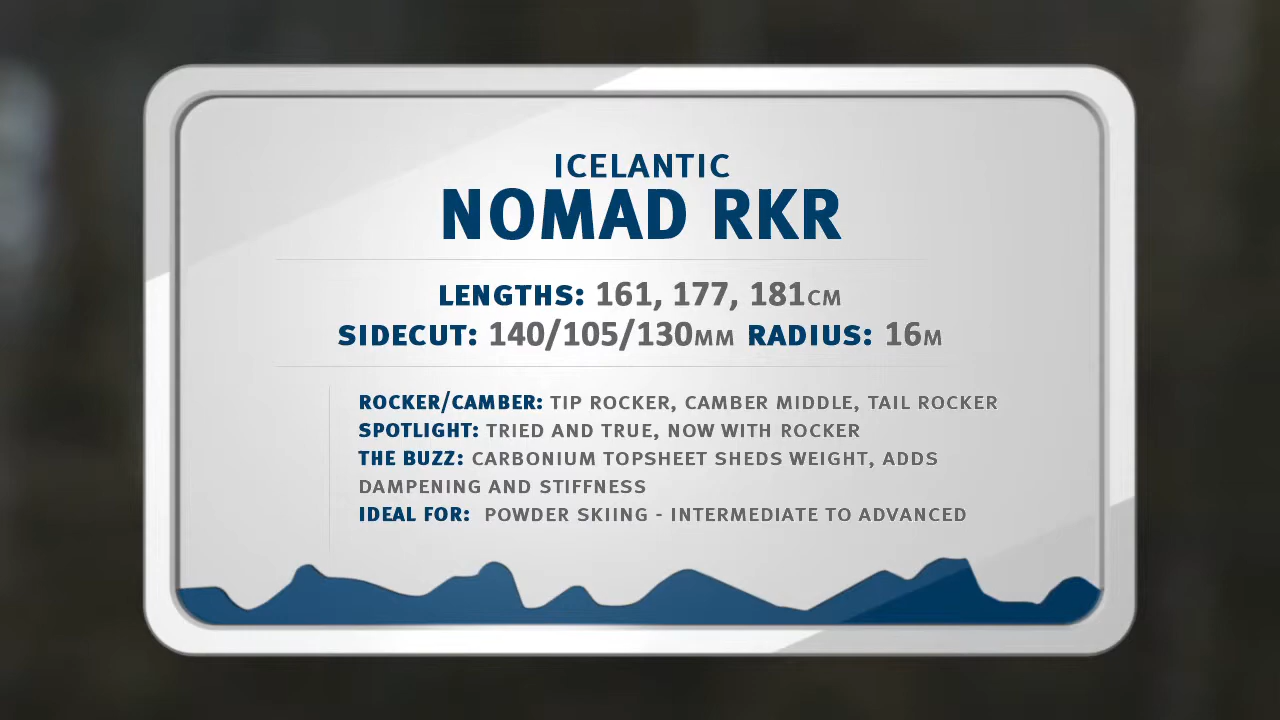 ICELANTIC
NOMAD RKR
LENGTHS: 161, 177, 181CM
SIDECUT: 140/105/130MM RADIUS: 16M
ROCKER/CAMBER: TIP ROCKER, CAMBER MIDDLE, TAIL ROCKER
SPOTLIGHT: TRIED AND TRUE, NOW WITH ROCKER
THE BUZZ: CARBONIUM TOPSHEET SHEDS WEIGHT, ADDS
DAMPENING AND STIFFNESS
IDEAL FOR: POWDER SKIING - INTERMEDIATE TO ADVANCED